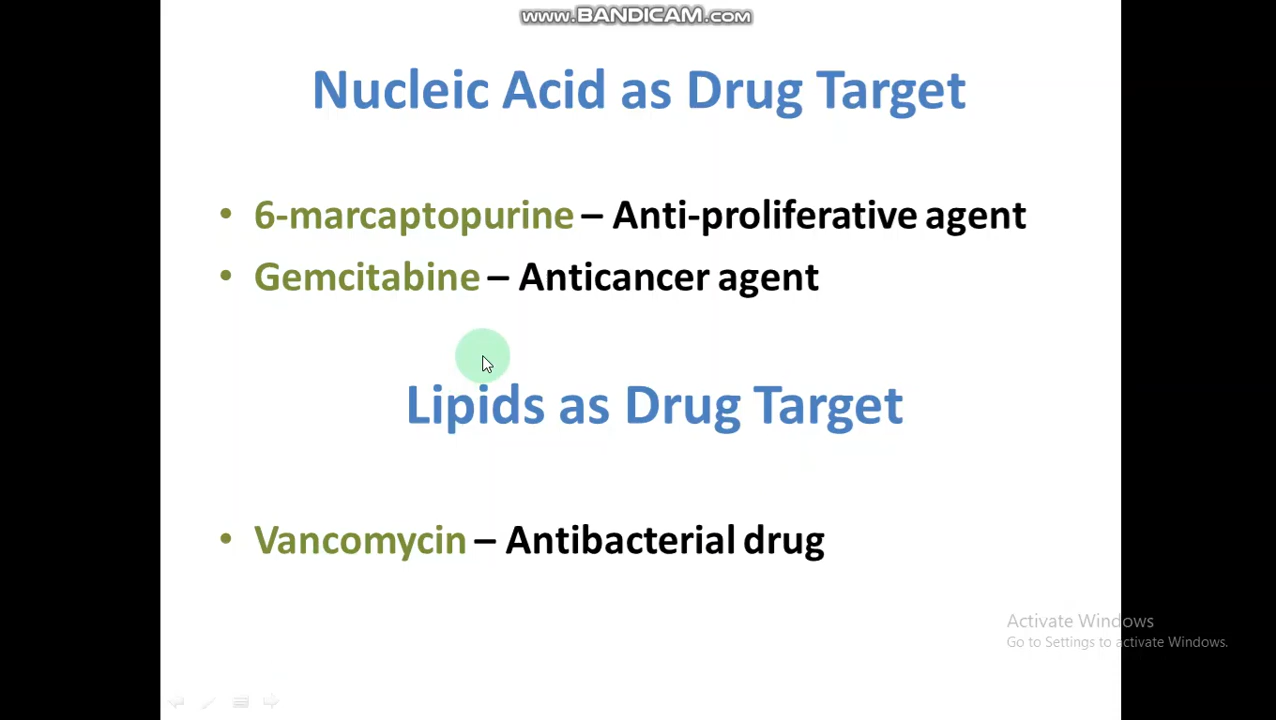 www.BANDICAM.com
Nucleic Acid as Drug Target
• 6-marcaptopurine – Anti-proliferative agent
• Gemcitabine – Anticancer agent
Lipids as Drug Target
• Vancomycin – Antibacterial drug
Activate Windows
Go to Settings to activate Windows.